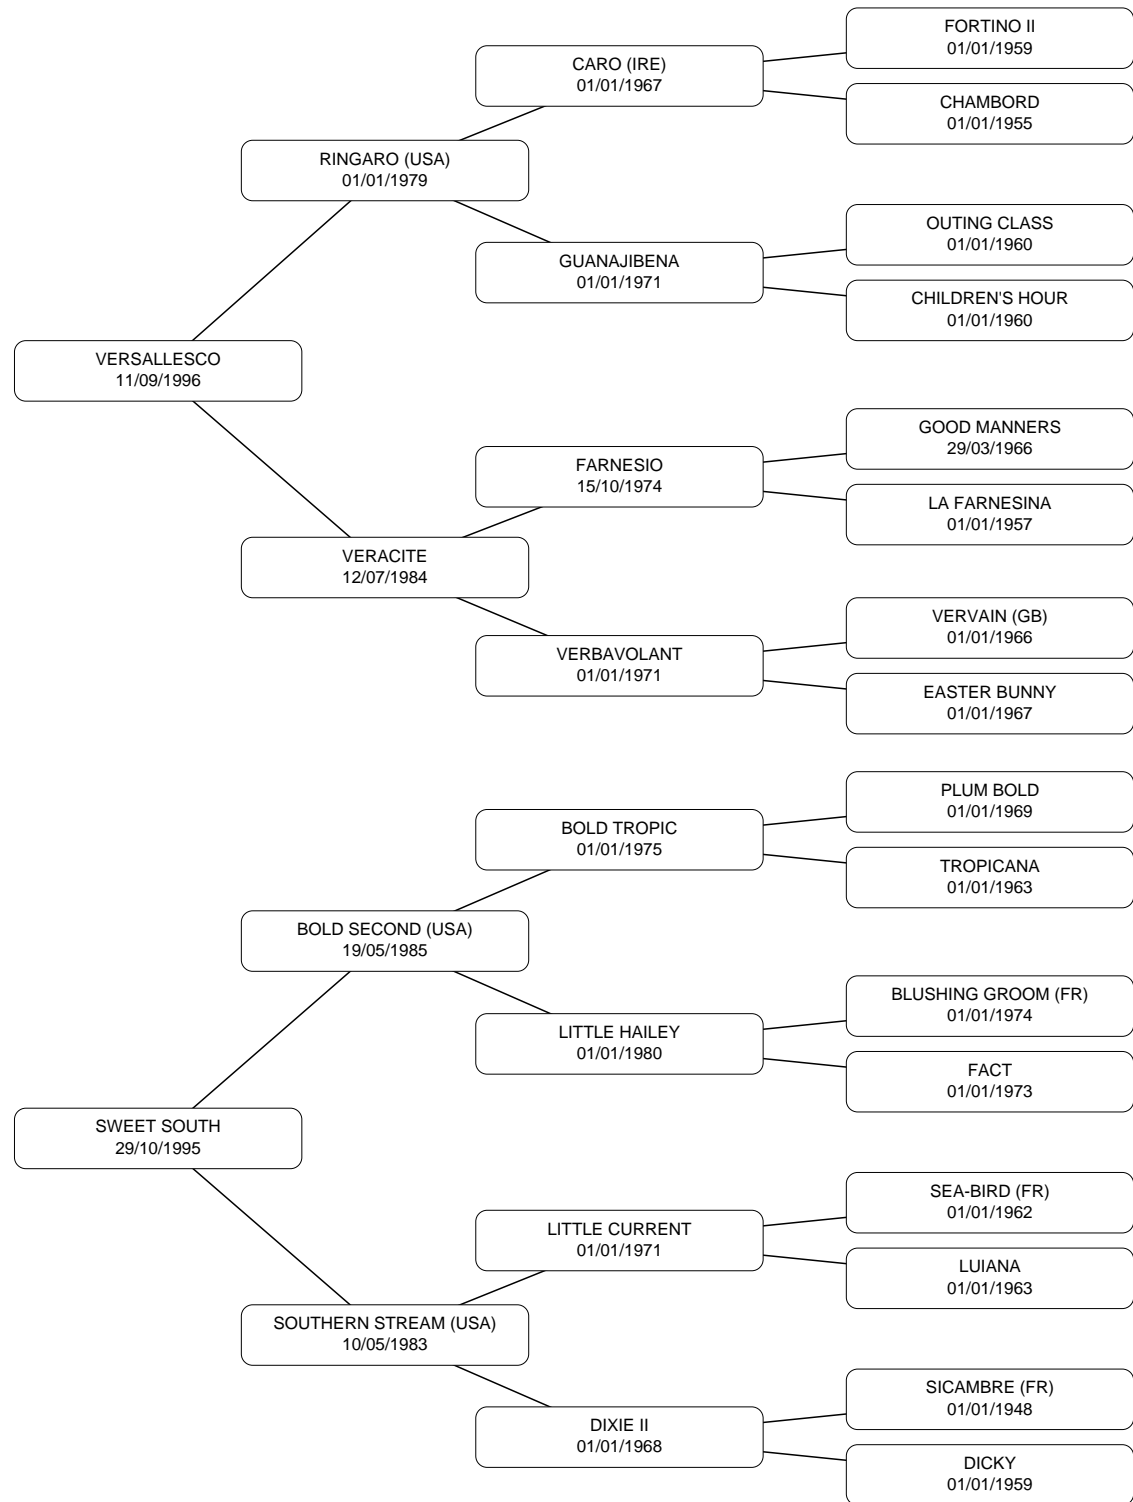 FORTINO II
01/01/1959
CARO (IRE)
01/01/1967
CHAMBORD
01/01/1955
RINGARO (USA)
01/01/1979
OUTING CLASS
01/01/1960
GUANAJIBENA
01/01/1971
CHILDREN'S HOUR
01/01/1960
VERSALLESCO
11/09/1996
GOOD MANNERS
29/03/1966
FARNESIO
15/10/1974
LA FARNESINA
01/01/1957
VERACITE
12/07/1984
VERVAIN (GB)
01/01/1966
VERBAVOLANT
01/01/1971
EASTER BUNNY
01/01/1967
PLUM BOLD
01/01/1969
BOLD TROPIC
01/01/1975
TROPICANA
01/01/1963
BOLD SECOND (USA)
19/05/1985
BLUSHING GROOM (FR)
01/01/1974
LITTLE HAILEY
01/01/1980
FACT
01/01/1973
SWEET SOUTH
29/10/1995
SEA-BIRD (FR)
01/01/1962
LITTLE CURRENT
01/01/1971
LUIANA
01/01/1963
SOUTHERN STREAM (USA)
10/05/1983
SICAMBRE (FR)
01/01/1948
DIXIE II
01/01/1968
DICKY
01/01/1959